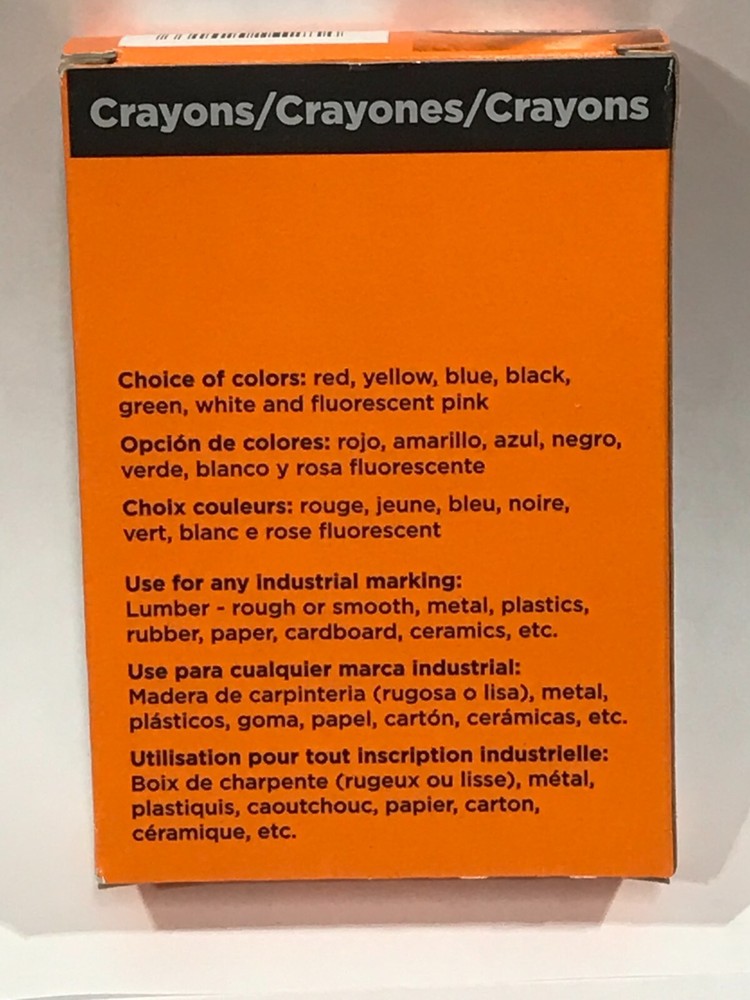 Crayons/Crayones/Crayons
Choice of colors: red, yellow, blue, black,
green, white and fluorescent pink
Opción de colores: rojo, amarillo, azul, negro,
verde, blanco y rosa fluorescente
Choix couleurs: rouge, jeune, bleu, noire,
vert, blanc e rose fluorescent
Use for any industrial marking:
Lumber - rough or smooth, metal, plastics,
rubber, paper, cardboard, ceramics, etc.
Use para cualquier marca industrial:
Madera de carpinteria (rugosa o lisa), metal,
plásticos, goma, papel, cartón, cerámicas, etc.
Utilisation pour tout inscription industrielle:
Boix de charpente (rugeux ou lisse), métal,
plastiquis, caoutchouc, papier, carton,
céramique, etc.